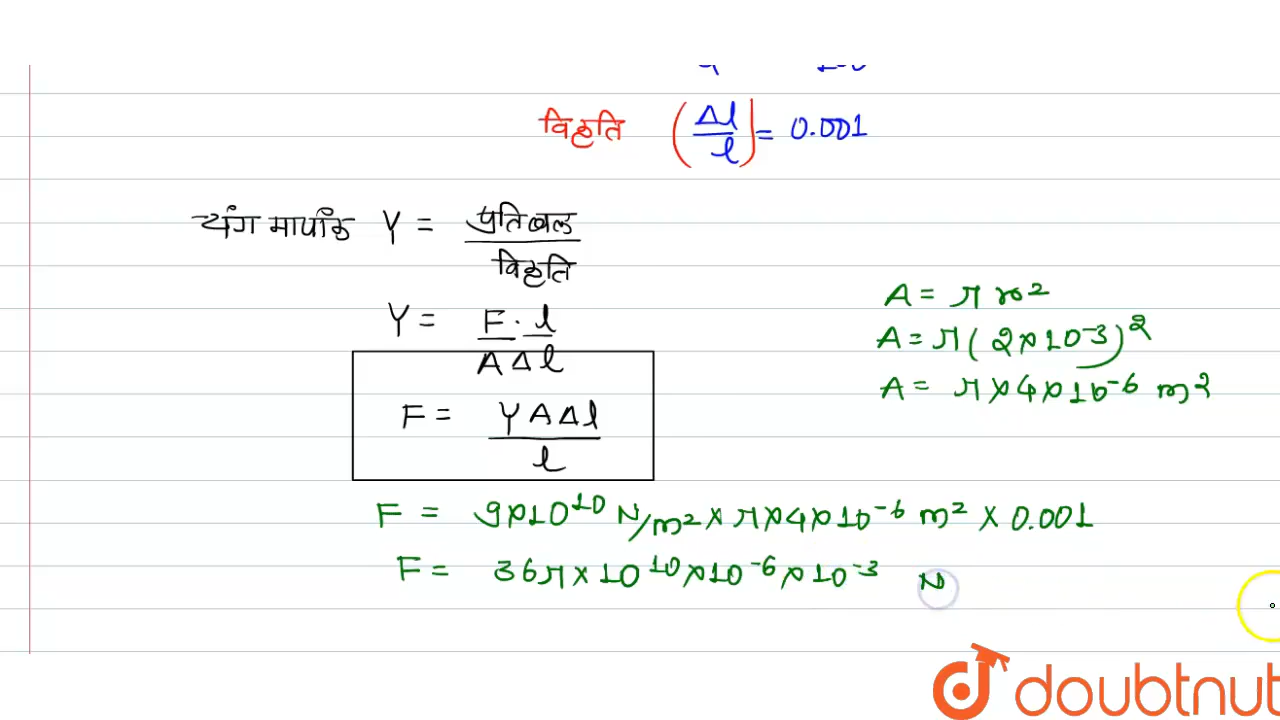 विकृति (Δl/l) = 0.001
यंग मापांक Y = प्रतिबल/विकृति
Y = F·l/AΔl
A = πr²
A = π(2×10⁻³)²
A = π×4×10⁻⁶ m²
F = YAΔl/l
F = 9×10¹⁰ N/m² × π×4×10⁻⁶ m² × 0.001
F = 36π×10¹⁰×10⁻⁶×10⁻³ N
doubtnut